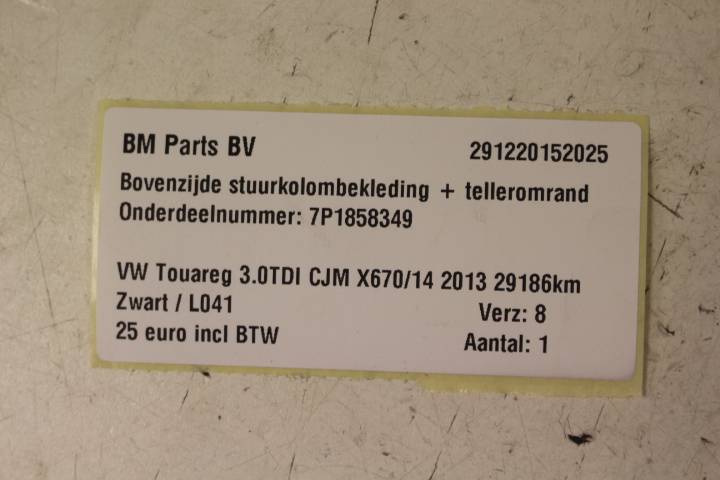 BM Parts BV 291220152025
Bovenzijde stuurkolombekleding + telleromrand
Onderdeelnummer: 7P1858349
VW Touareg 3.0TDI CJM X670/14 2013 29186km
Zwart / L041 Verz: 8
25 euro incl BTW Aantal: 1